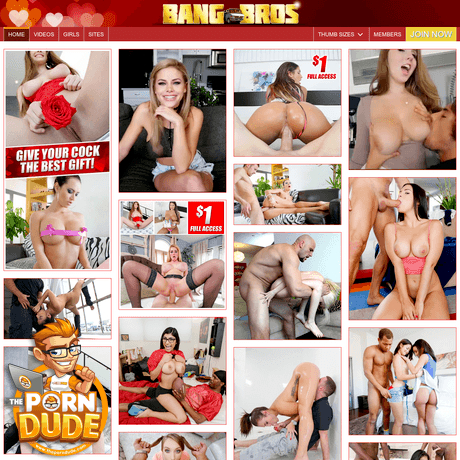 BANG BROS
HOME VIDEOS GIRLS SITES THUMB SIZES MEMBERS JOIN NOW
$1
FULL ACCESS
GIVE YOUR COCK
THE BEST GIFT!
$1
FULL ACCESS
THE
PORN
DUDE